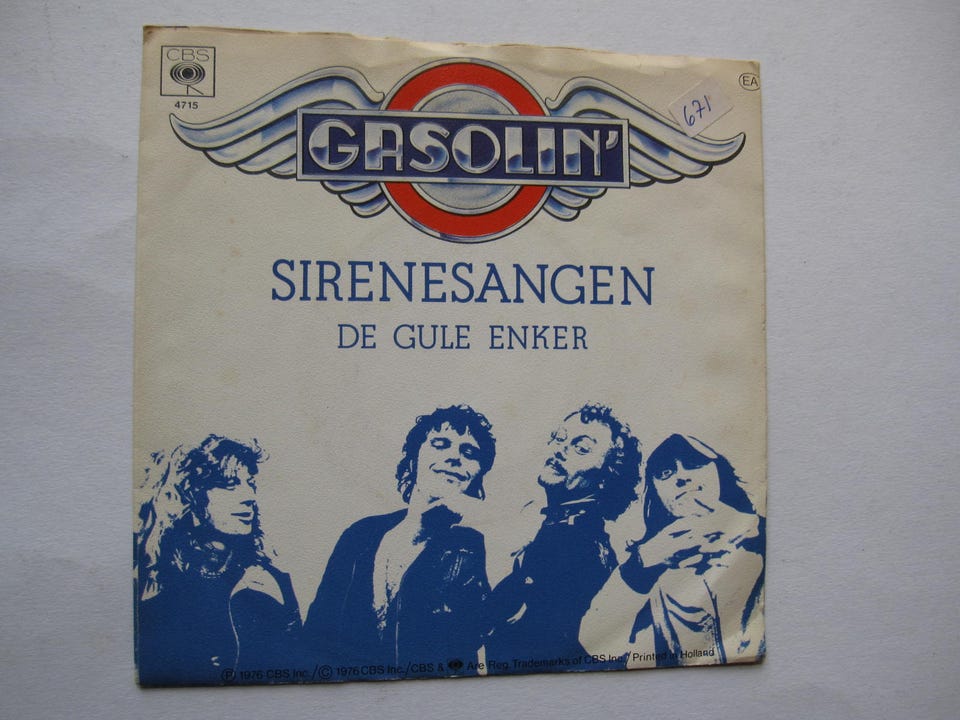 CBS
4715
EA
671
GASOLIN'
SIRENESANGEN
DE GULE ENKER
Ⓟ 1976 CBS Inc./Ⓒ 1976 CBS Inc./CBS & Are Reg. Trademarks of CBS Inc./Printed in Holland